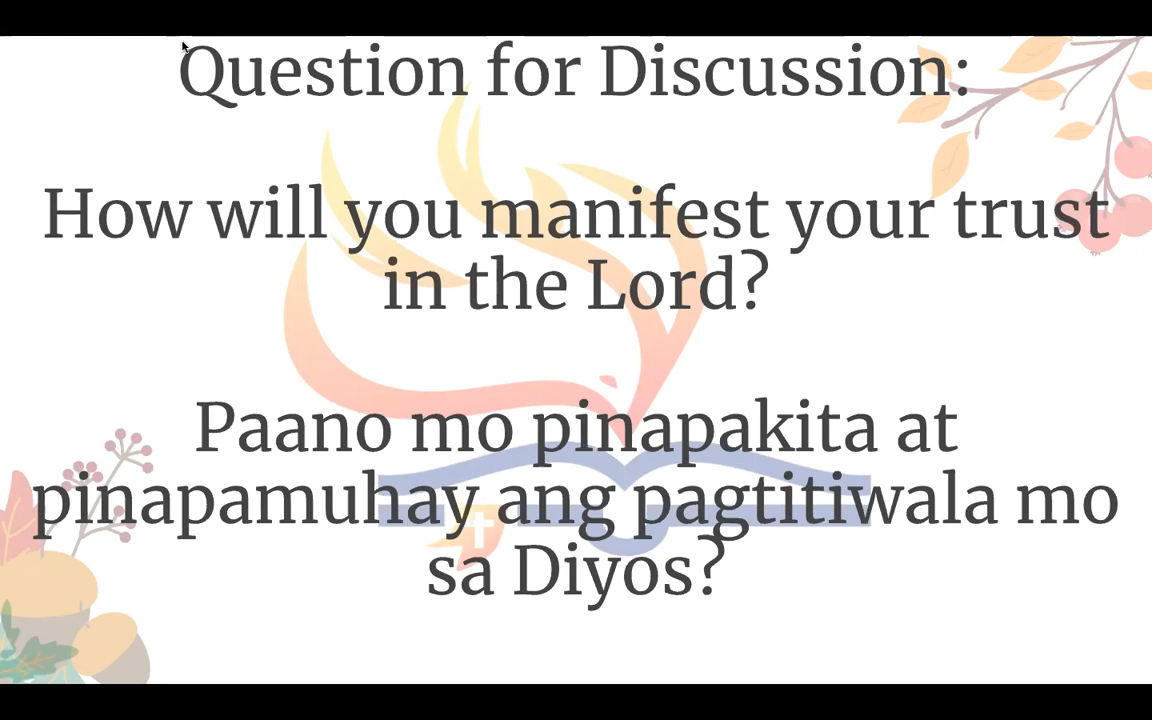 Question for Discussion:
How will you manifest your trust
in the Lord?
Paano mo pinapakita at
pinapamuhay ang pagtitiwala mo
sa Diyos?